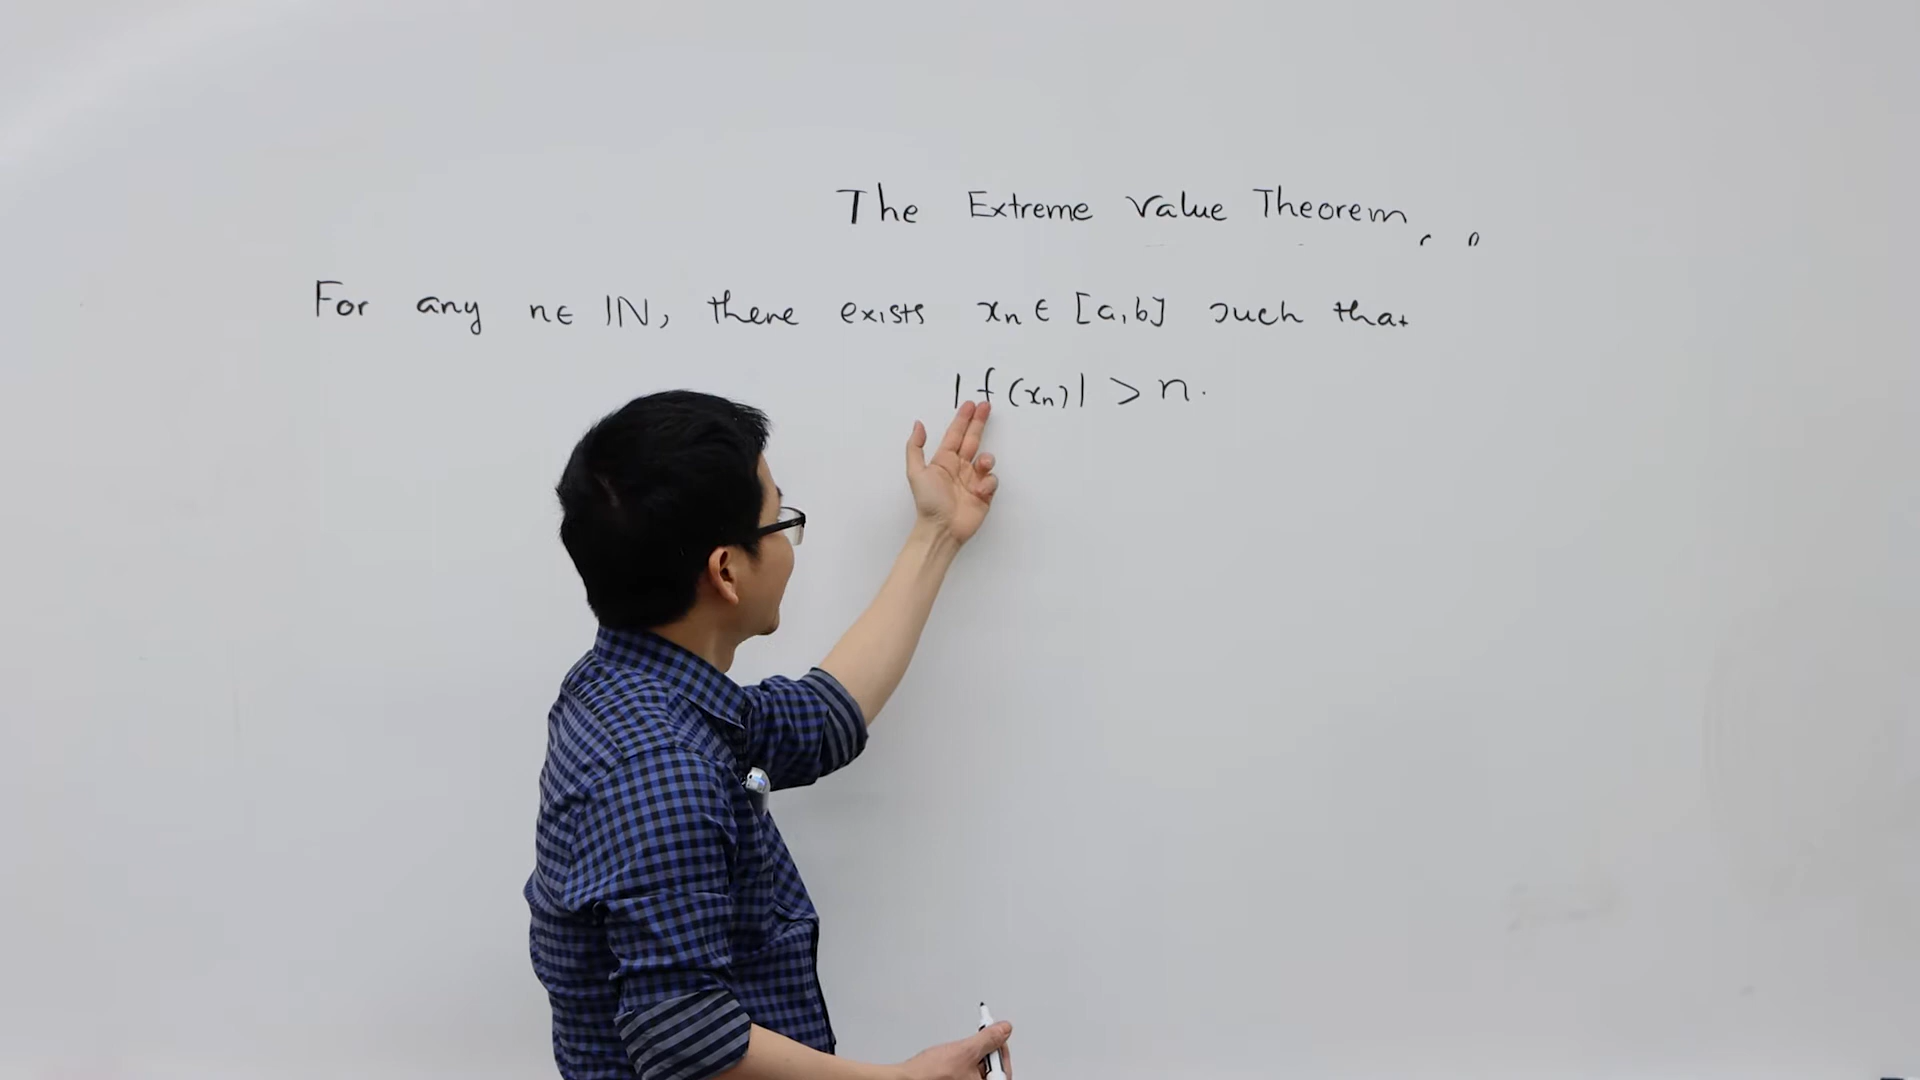 The Extreme Value Theorem
For any n∈ ℕ, there exists xₙ ∈ [a,b] such that
|f(xₙ)| > n.